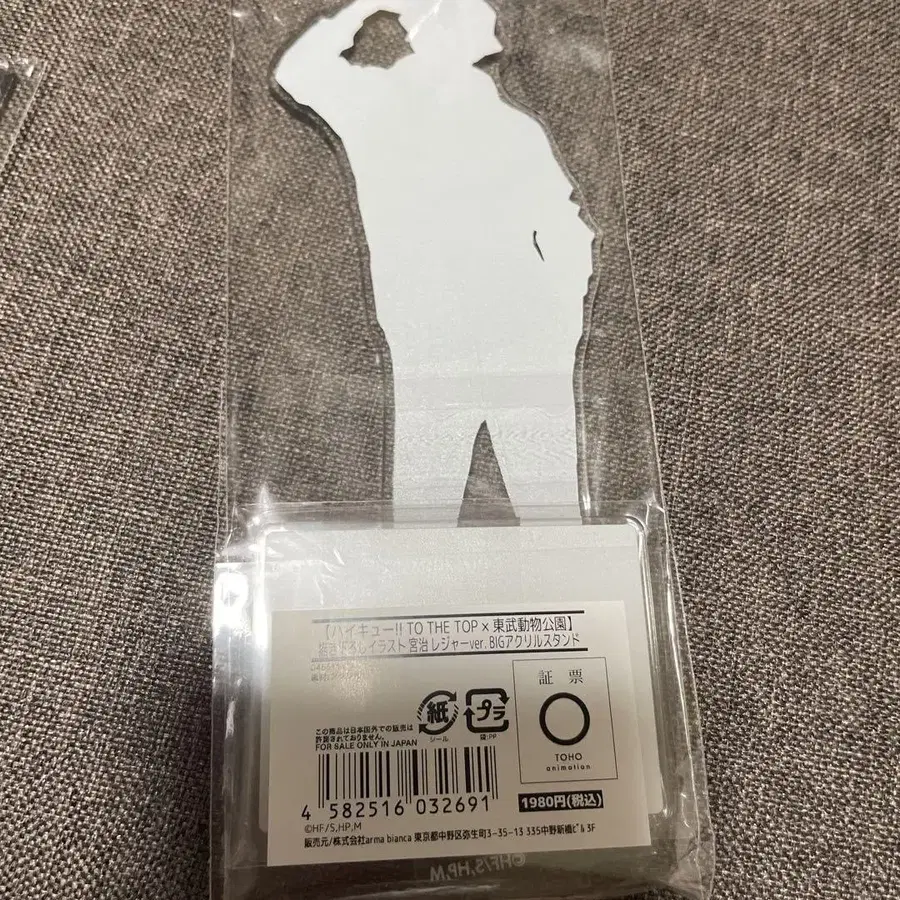 【ハイキュー!! TO THE TOP × 東武動物公園】
描き下ろしイラスト 宮治 レジャーver. BIGアクリルスタンド
この商品は日本国外での販売は
許諾されておりません。
FOR SALE ONLY IN JAPAN
紙
シール
プラ
袋:PP
証票
TOHO
animation
4 582516 032691
1980円(税込)
©HF/S,HP,M
販売元/株式会社arma bianca 東京都中野区弥生町3-35-13 335中野新橋ビル 3F
©HF/S,HP,M